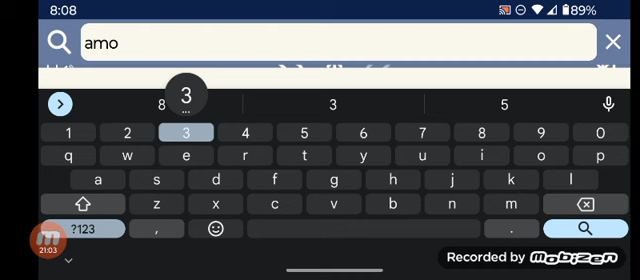 8:08 89%
amo
8 3 5
3
...
1 2 3 4 5 6 7 8 9 0
q w e r t y u i o p
a s d f g h j k l
z x c v b n m
?123 , .
21:03
Recorded by mobizen